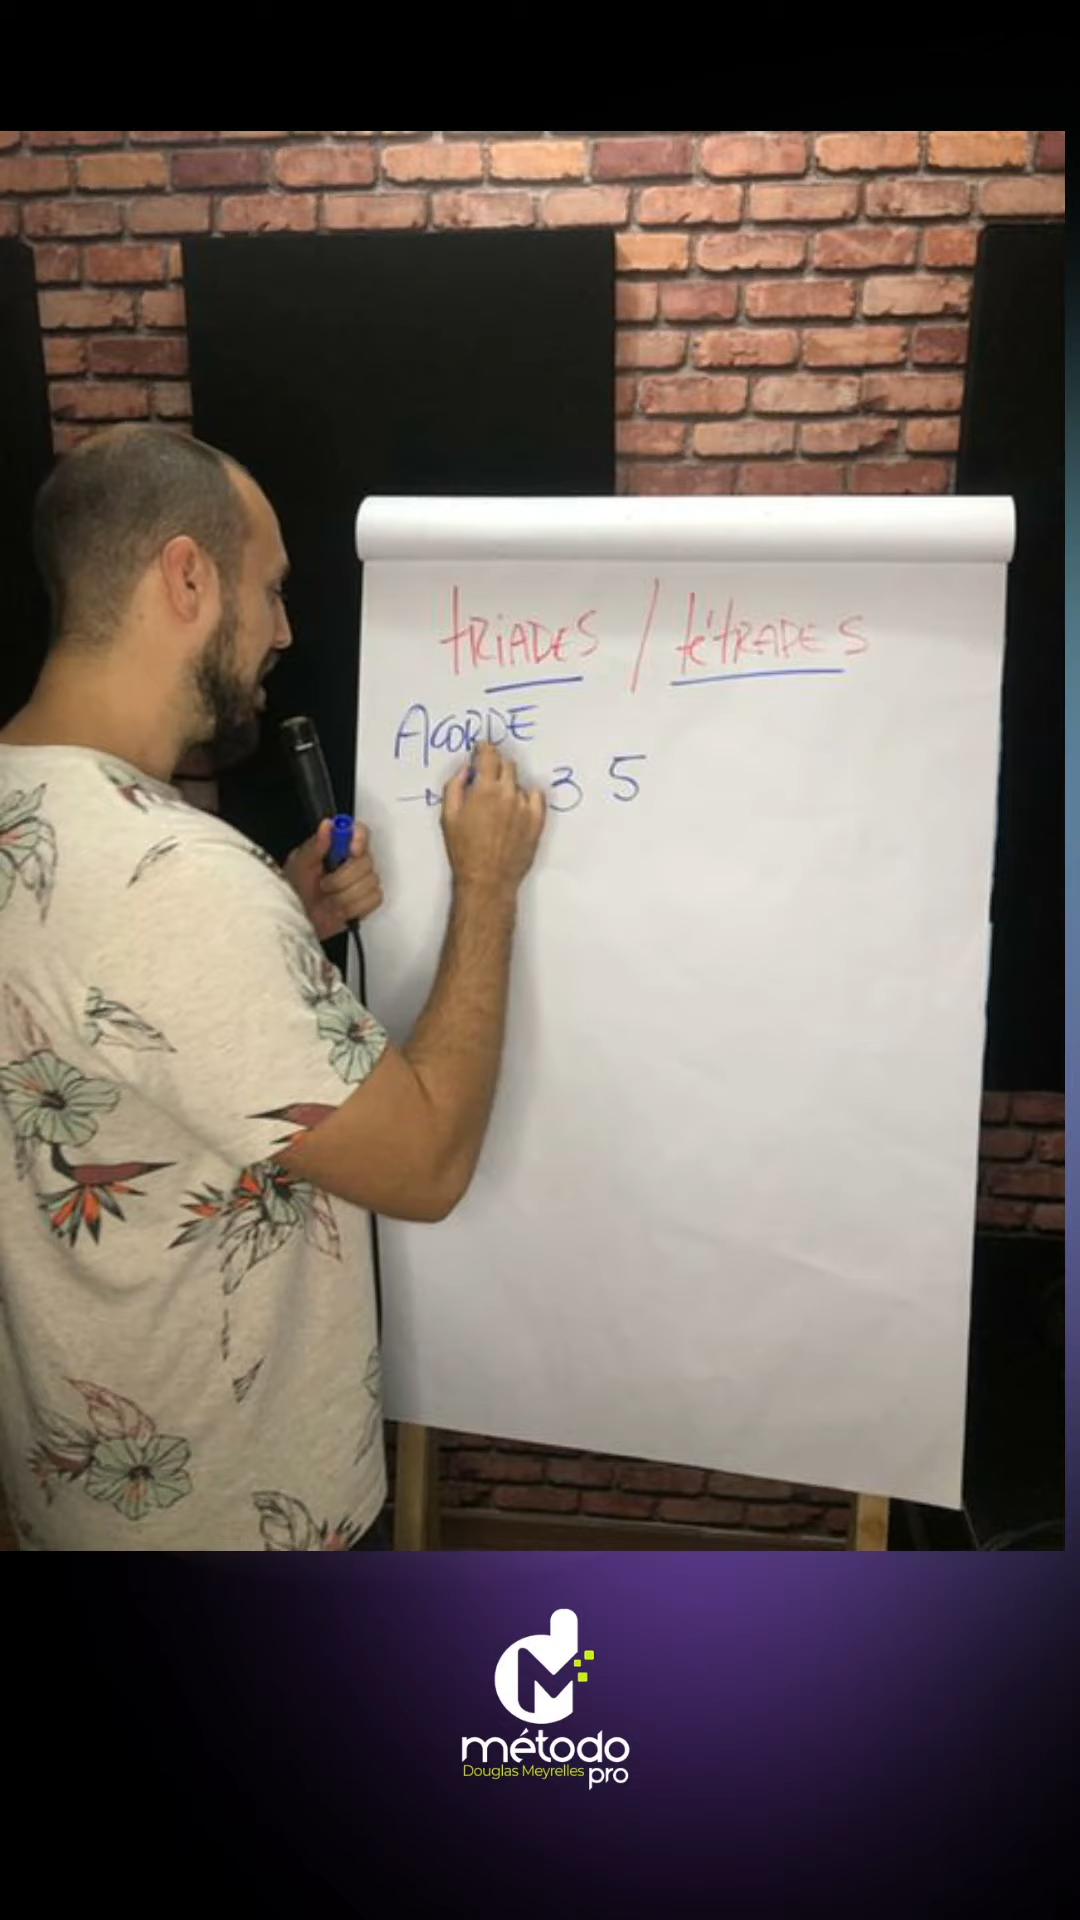 tRiADES / tétRADES
ACORDE
→ 3 5
método
Douglas Meyrelles pro